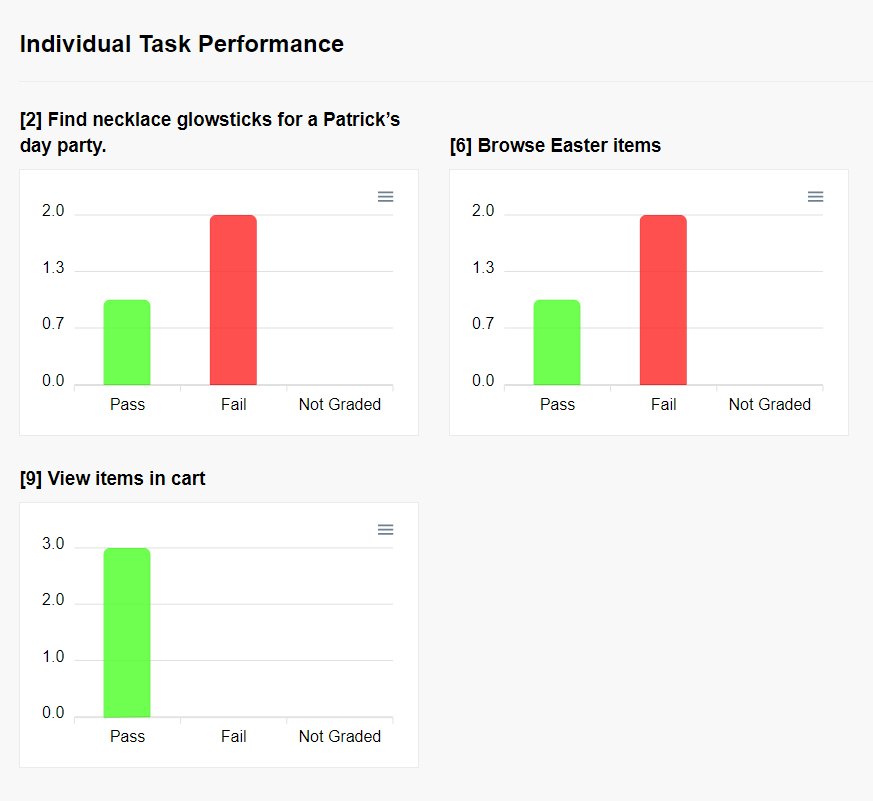 Individual Task Performance
[2] Find necklace glowsticks for a Patrick’s
day party.
2.0
1.3
0.7
0.0
Pass Fail Not Graded
[6] Browse Easter items
2.0
1.3
0.7
0.0
Pass Fail Not Graded
[9] View items in cart
3.0
2.0
1.0
0.0
Pass Fail Not Graded